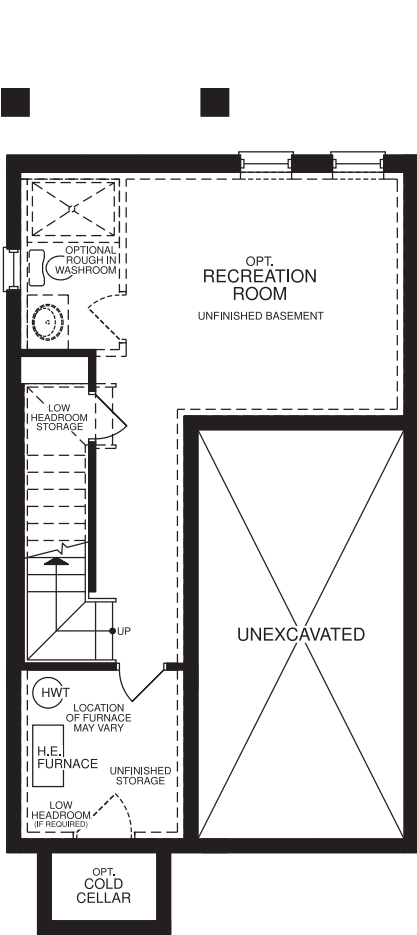 OPTIONAL
ROUGH IN
WASHROOM
OPT.
RECREATION
ROOM
UNFINISHED BASEMENT
LOW
HEADROOM
STORAGE
UP
UNEXCAVATED
HWT
LOCATION
OF FURNACE
MAY VARY
H.E.
FURNACE
UNFINISHED
STORAGE
LOW
HEADROOM
(IF REQUIRED)
OPT.
COLD
CELLAR